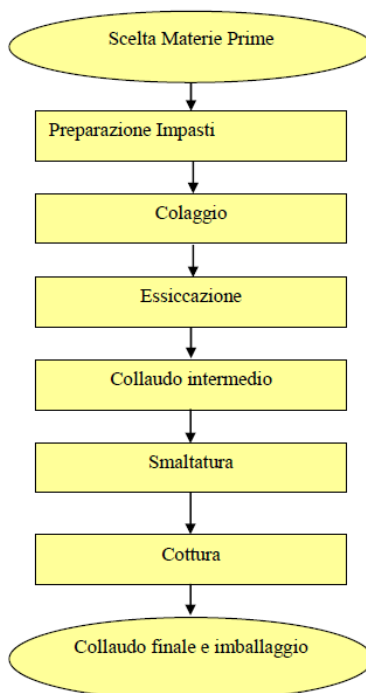 Scelta Materie Prime
Preparazione Impasti
Colaggio
Essiccazione
Collaudo intermedio
Smaltatura
Cottura
Collaudo finale e imballaggio